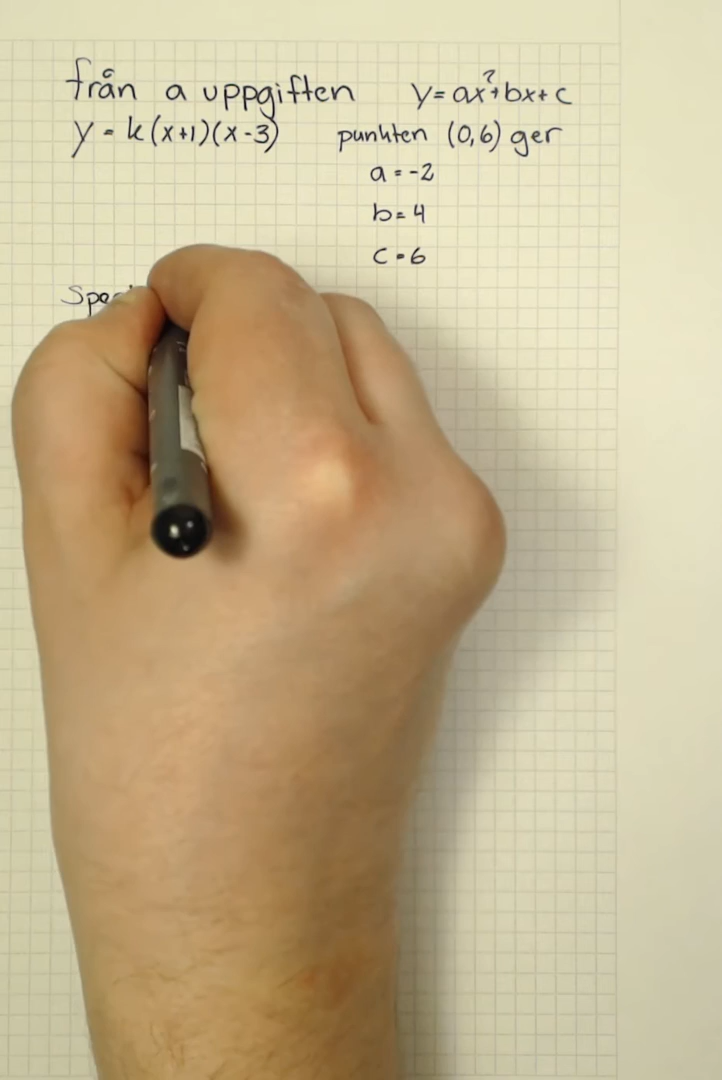 från a uppgiften y=ax²+bx+c
y = k(x+1)(x-3) punkten (0,6) ger
a = -2
b = 4
c = 6